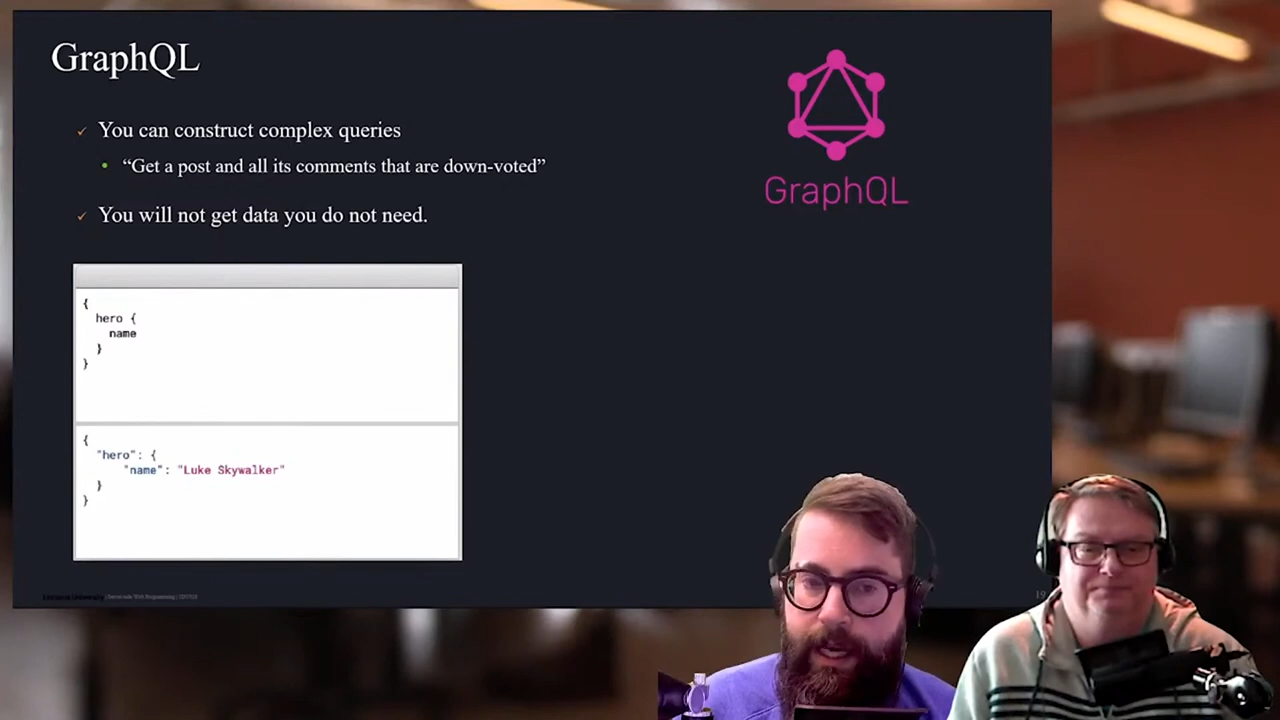 GraphQL
You can construct complex queries
“Get a post and all its comments that are down-voted”
You will not get data you do not need.
GraphQL
{
hero {
name
}
}
{
"hero": {
"name": "Luke Skywalker"
}
}
19